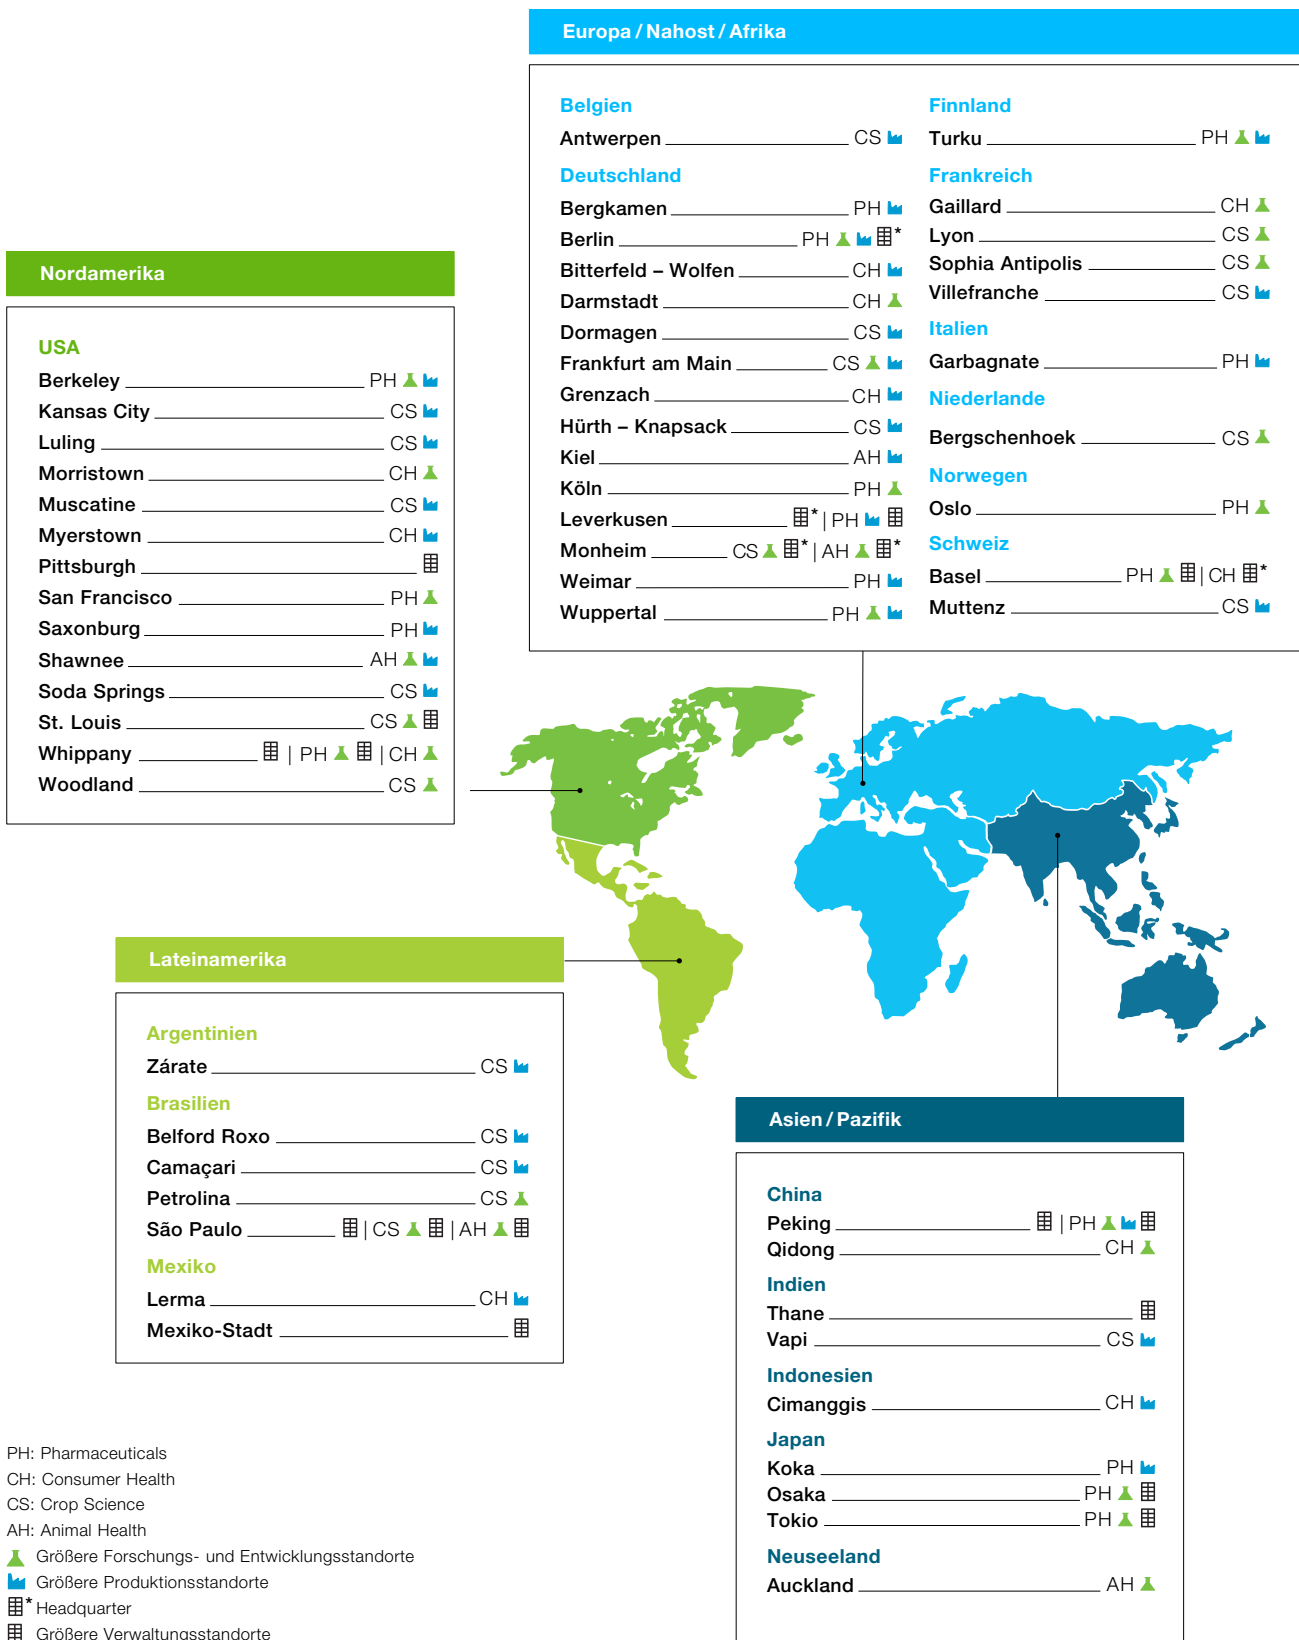 Europa / Nahost / Afrika
Belgien
Antwerpen CS
Deutschland
Bergkamen PH
Berlin PH *
Bitterfeld – Wolfen CH
Darmstadt CH
Dormagen CS
Frankfurt am Main CS
Grenzach CH
Hürth – Knapsack CS
Kiel AH
Köln PH
Leverkusen * | PH
Monheim CS * | AH *
Weimar PH
Wuppertal PH
Finnland
Turku PH
Frankreich
Gaillard CH
Lyon CS
Sophia Antipolis CS
Villefranche CS
Italien
Garbagnate PH
Niederlande
Bergschenhoek CS
Norwegen
Oslo PH
Schweiz
Basel PH | CH *
Muttenz CS
Nordamerika
USA
Berkeley PH
Kansas City CS
Luling CS
Morristown CH
Muscatine CS
Myerstown CH
Pittsburgh
San Francisco PH
Saxonburg PH
Shawnee AH
Soda Springs CS
St. Louis CS
Whippany | PH | CH
Woodland CS
Lateinamerika
Argentinien
Zárate CS
Brasilien
Belford Roxo CS
Camaçari CS
Petrolina CS
São Paulo | CS | AH
Mexiko
Lerma CH
Mexiko-Stadt
Asien / Pazifik
China
Peking | PH
Qidong CH
Indien
Thane
Vapi CS
Indonesien
Cimanggis CH
Japan
Koka PH
Osaka PH
Tokio PH
Neuseeland
Auckland AH
PH: Pharmaceuticals
CH: Consumer Health
CS: Crop Science
AH: Animal Health
Größere Forschungs- und Entwicklungsstandorte
Größere Produktionsstandorte
* Headquarter
Größere Verwaltungsstandorte